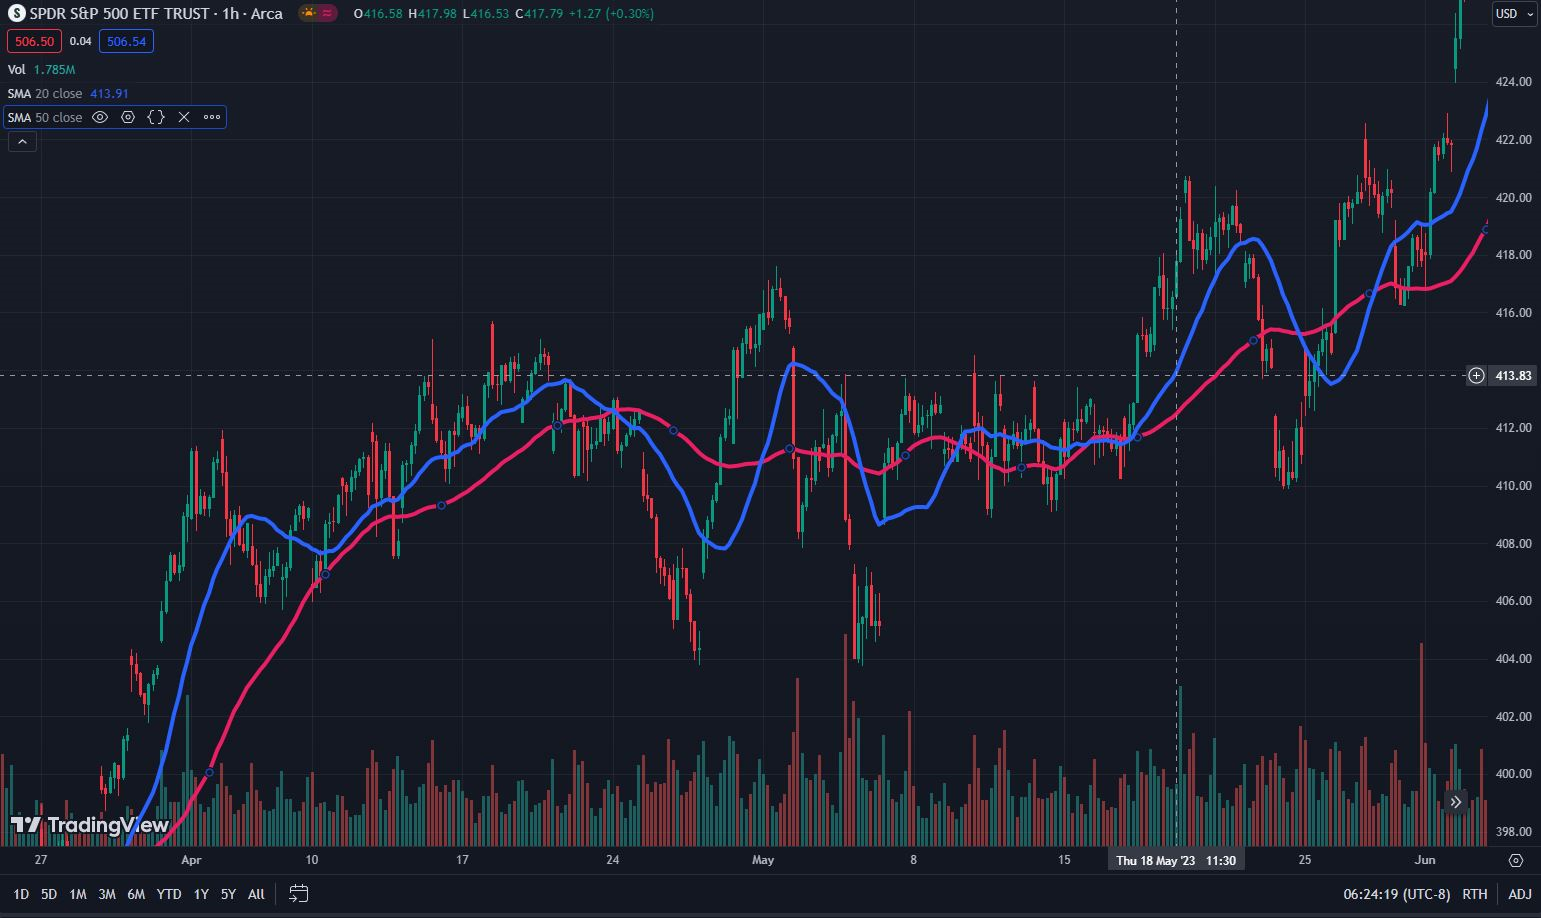 S SPDR S&P 500 ETF TRUST · 1h · Arca O416.58 H417.98 L416.53 C417.79 +1.27 (+0.30%)
USD
506.50 0.04 506.54
Vol 1.785M
SMA 20 close 413.91
SMA 50 close
424.00
422.00
420.00
418.00
416.00
413.83
412.00
410.00
408.00
406.00
404.00
402.00
400.00
398.00
TradingView
27 Apr 10 17 24 May 8 15 Thu 18 May '23 11:30 25 Jun
1D 5D 1M 3M 6M YTD 1Y 5Y All 06:24:19 (UTC-8) RTH ADJ